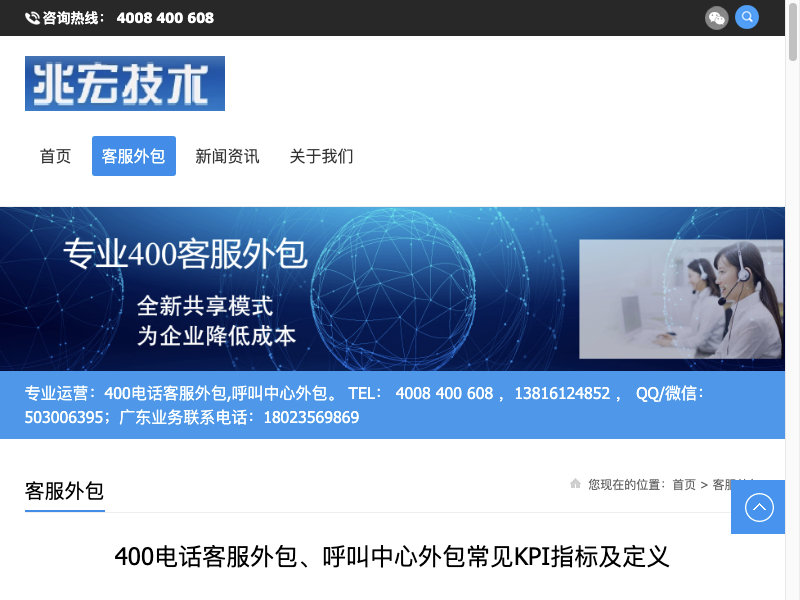 咨询热线： 4008 400 608
兆宏技术
首页 客服外包 新闻资讯 关于我们
专业400客服外包
全新共享模式
为企业降低成本
专业运营：400电话客服外包,呼叫中心外包。 TEL： 4008 400 608 ，13816124852 ， QQ/微信：
503006395；广东业务联系电话：18023569869
客服外包
您现在的位置：首页 > 客服
400电话客服外包、呼叫中心外包常见KPI指标及定义